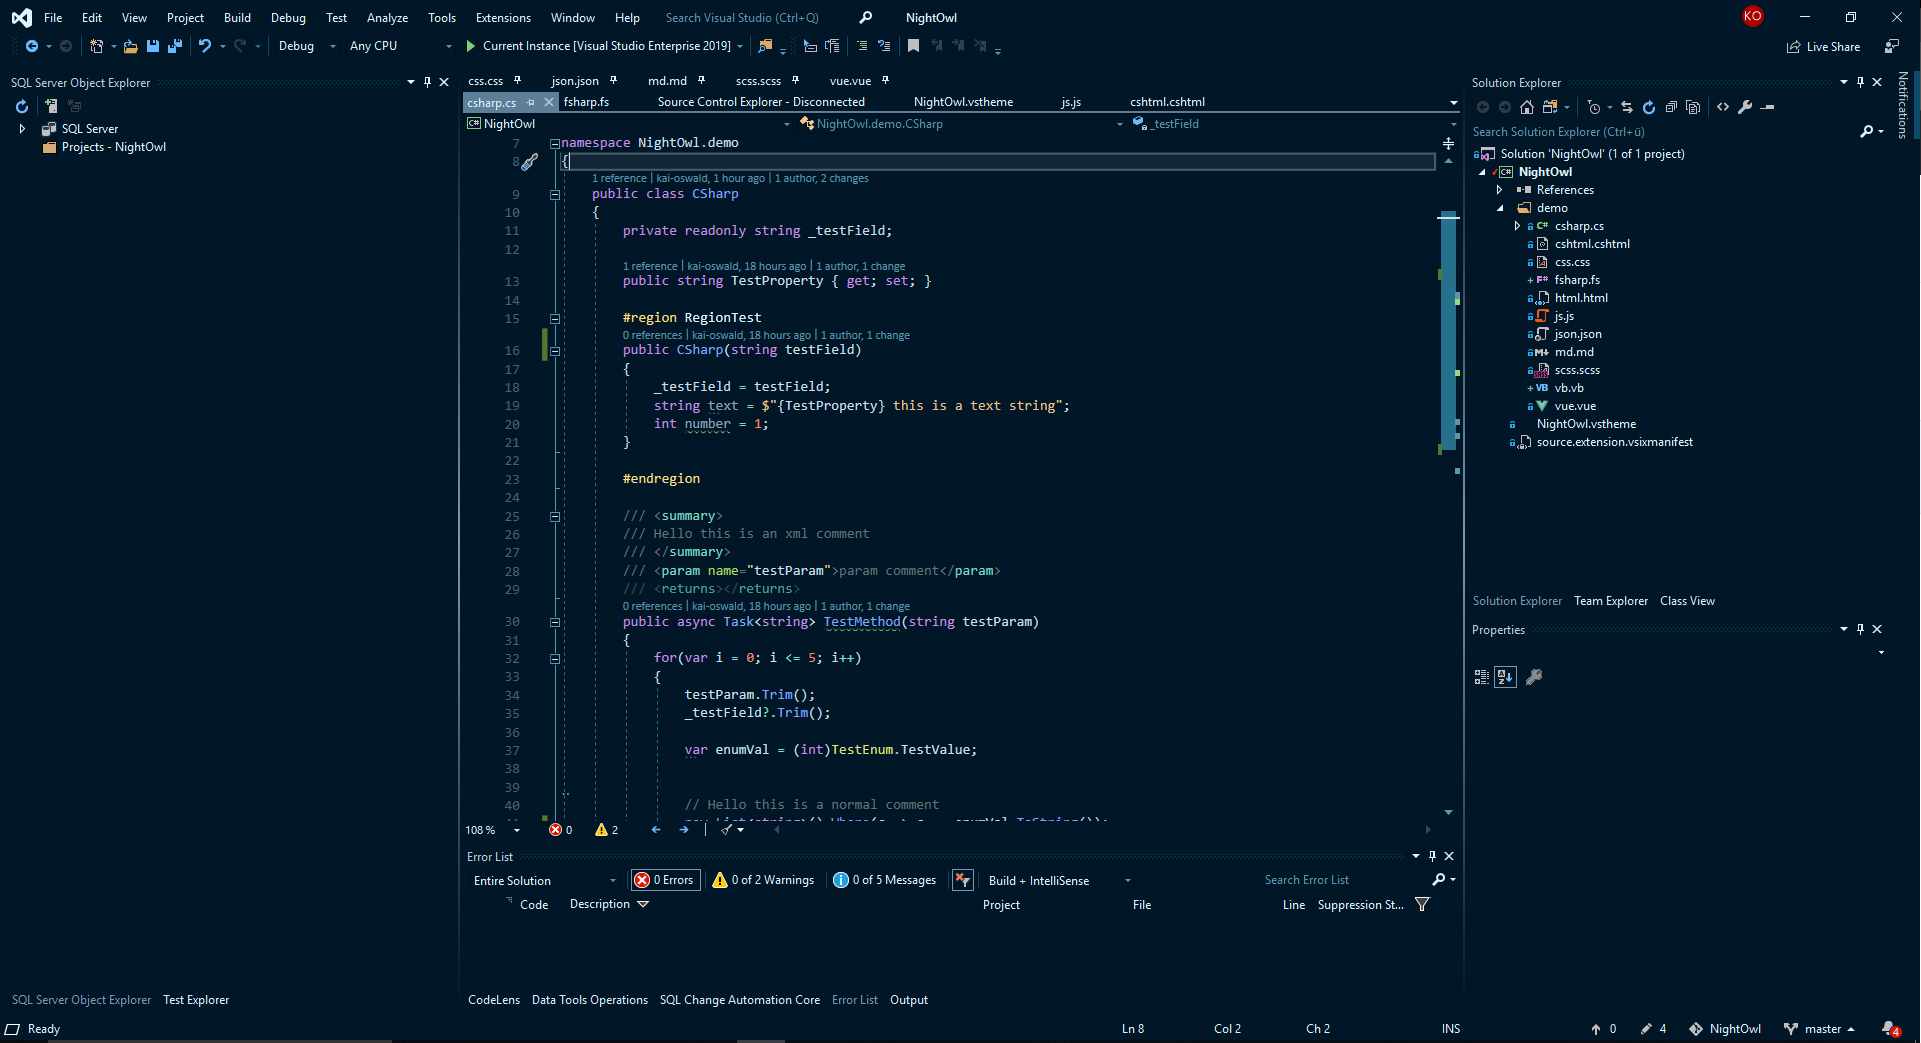 File Edit View Project Build Debug Test Analyze Tools Extensions Window Help Search Visual Studio (Ctrl+Q) NightOwl KO
Debug Any CPU Current Instance [Visual Studio Enterprise 2019] Live Share
SQL Server Object Explorer
SQL Server
Projects - NightOwl
css.css json.json md.md scss.scss vue.vue
csharp.cs fsharp.fs Source Control Explorer - Disconnected NightOwl.vstheme js.js cshtml.cshtml
NightOwl NightOwl.demo.CSharp _testField
7 namespace NightOwl.demo
8 {
1 reference | kai-oswald, 1 hour ago | 1 author, 2 changes
9 public class CSharp
10 {
11 private readonly string _testField;
12
1 reference | kai-oswald, 18 hours ago | 1 author, 1 change
13 public string TestProperty { get; set; }
14
15 #region RegionTest
0 references | kai-oswald, 18 hours ago | 1 author, 1 change
16 public CSharp(string testField)
17 {
18 _testField = testField;
19 string text = $"{TestProperty} this is a text string";
20 int number = 1;
21 }
22
23 #endregion
24
25 /// <summary>
26 /// Hello this is an xml comment
27 /// </summary>
28 /// <param name="testParam">param comment</param>
29 /// <returns></returns>
0 references | kai-oswald, 18 hours ago | 1 author, 1 change
30 public async Task<string> TestMethod(string testParam)
31 {
32 for(var i = 0; i <= 5; i++)
33 {
34 testParam.Trim();
35 _testField?.Trim();
36
37 var enumVal = (int)TestEnum.TestValue;
38
39
40 // Hello this is a normal comment
108 % 0 2
Error List
Entire Solution 0 Errors 0 of 2 Warnings 0 of 5 Messages Build + IntelliSense Search Error List
Code Description Project File Line Suppression St...
SQL Server Object Explorer Test Explorer
CodeLens Data Tools Operations SQL Change Automation Core Error List Output
Solution Explorer
Notifications
Search Solution Explorer (Ctrl+ü)
Solution 'NightOwl' (1 of 1 project)
C# NightOwl
References
demo
C# csharp.cs
cshtml.cshtml
css.css
F# fsharp.fs
html.html
js.js
json.json
md.md
scss.scss
VB vb.vb
vue.vue
NightOwl.vstheme
source.extension.vsixmanifest
Solution Explorer Team Explorer Class View
Properties
Ready Ln 8 Col 2 Ch 2 INS 0 4 NightOwl master 4